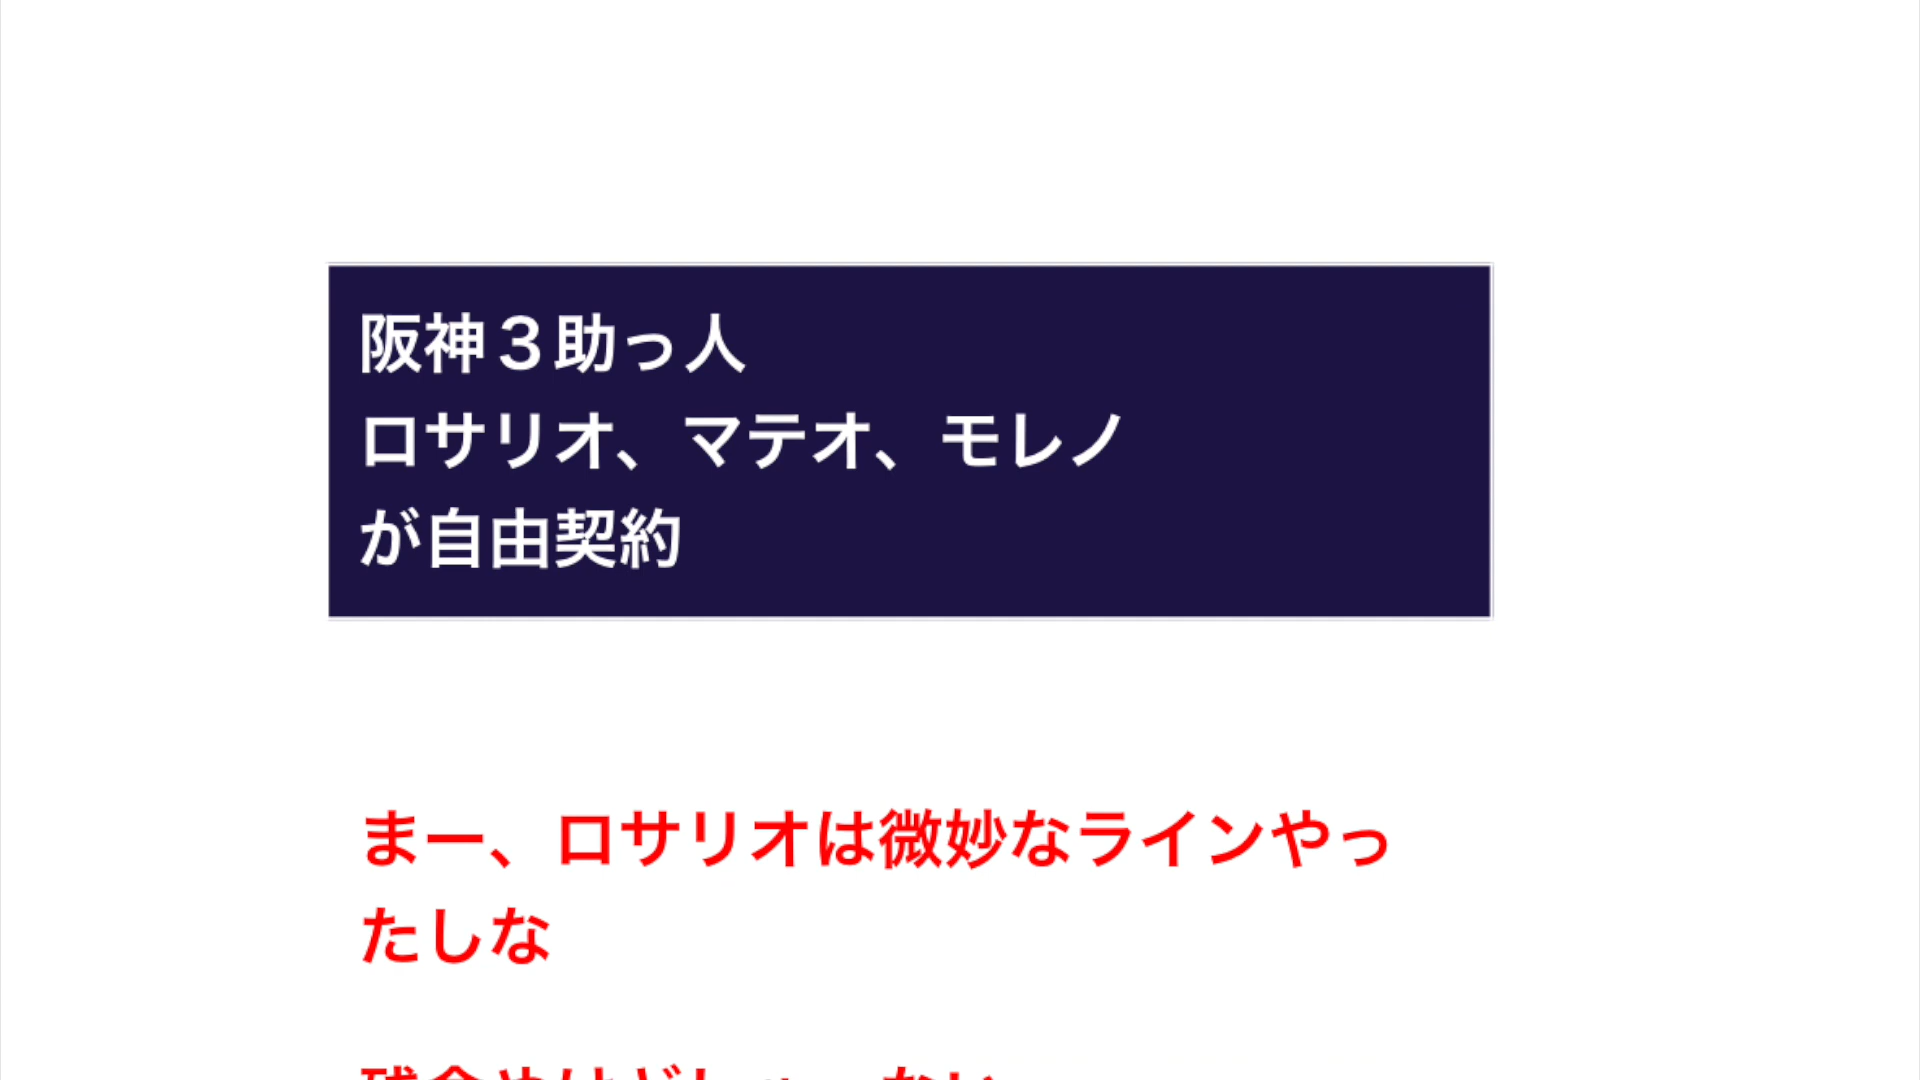 阪神３助っ人
ロサリオ、マテオ、モレノ
が自由契約
まー、ロサリオは微妙なラインやっ
たしな